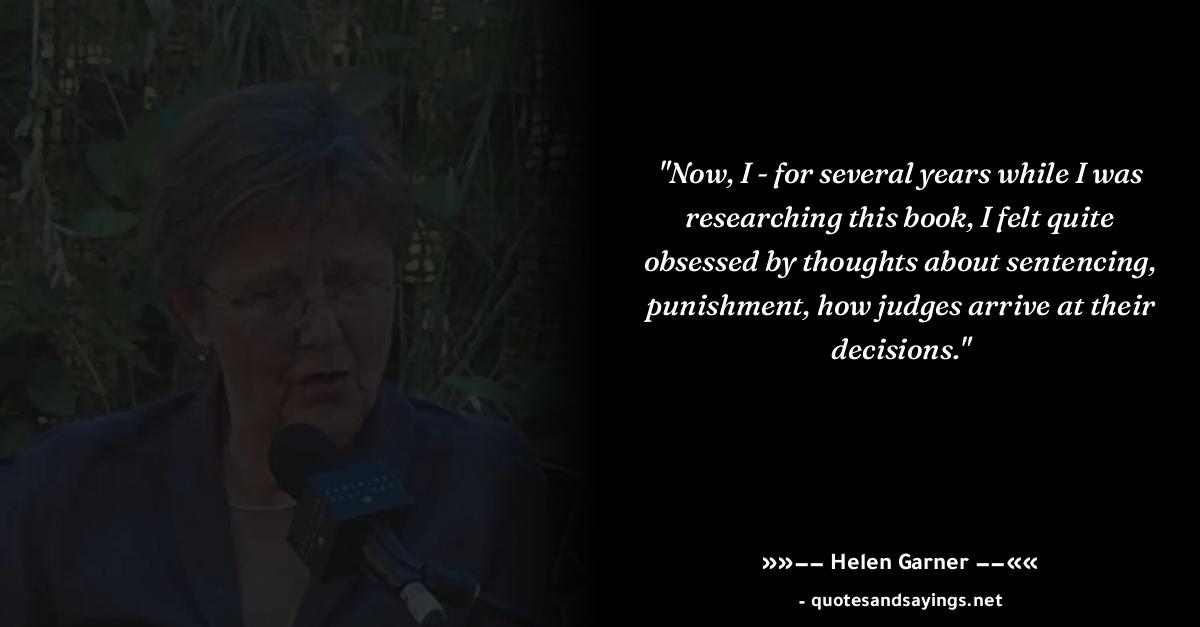 "Now, I - for several years while I was
researching this book, I felt quite
obsessed by thoughts about sentencing,
punishment, how judges arrive at their
decisions."
»»−− Helen Garner −−««
- quotesandsayings.net